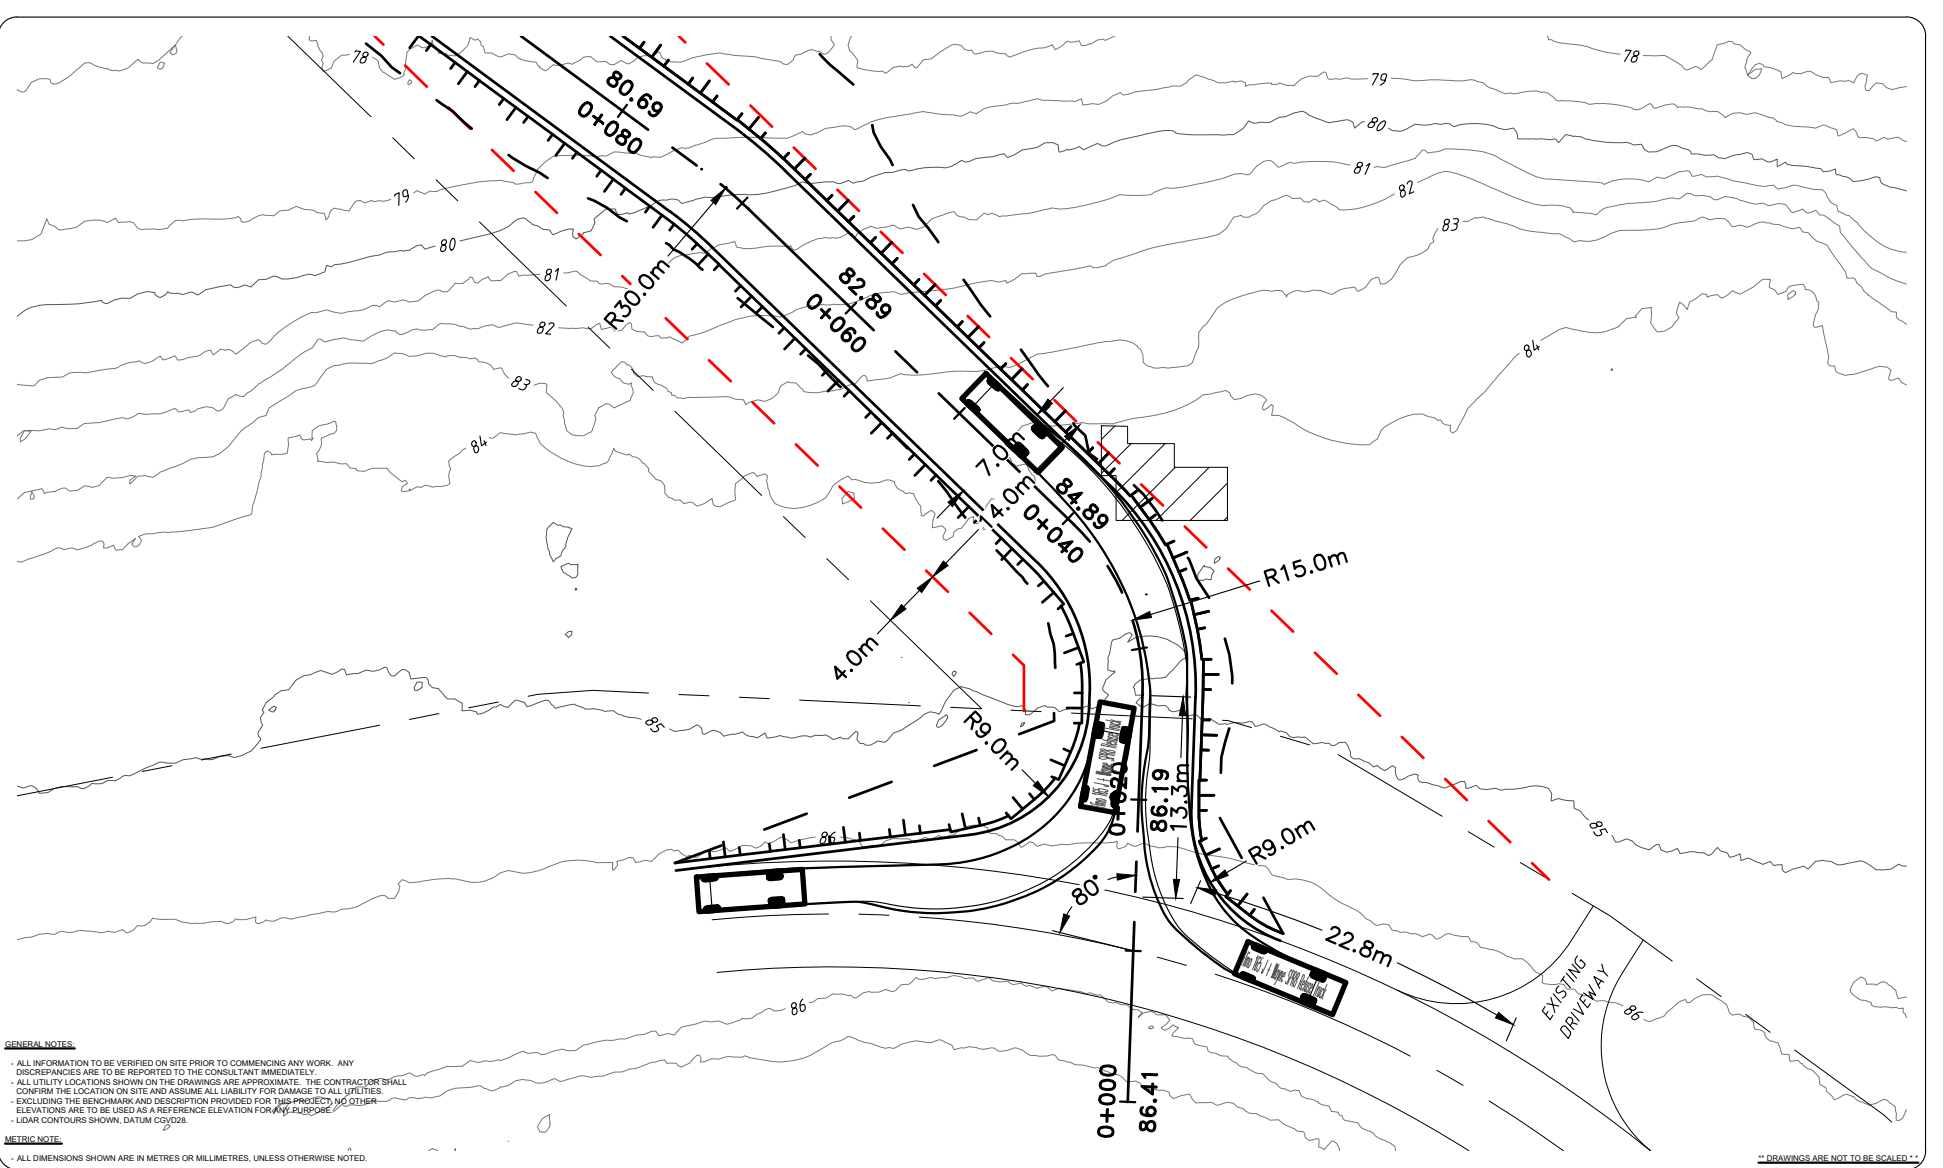 78
78
79
80.69
0+080
80
81
82
79
83
80
81
82.89
0+060
R30.0m
82
84
83
84
7.0m
84.89
4.0m
0+040
R15.0m
4.0m
85
R9.0m
86.19
13.3m
85
86
R9.0m
80°
22.8m
EXISTING
DRIVEWAY
86
86
0+000
86.41
GENERAL NOTES:
- ALL INFORMATION TO BE VERIFIED ON SITE PRIOR TO COMMENCING ANY WORK. ANY
DISCREPANCIES ARE TO BE REPORTED TO THE CONSULTANT IMMEDIATELY.
- ALL UTILITY LOCATIONS SHOWN ON THE DRAWINGS ARE APPROXIMATE. THE CONTRACTOR SHALL
CONFIRM THE LOCATION ON SITE AND ASSUME ALL LIABILITY FOR DAMAGE TO ALL UTILITIES.
- EXCLUDING THE BENCHMARK AND DESCRIPTION PROVIDED FOR THIS PROJECT, NO OTHER
ELEVATIONS ARE TO BE USED AS A REFERENCE ELEVATION FOR ANY PURPOSE.
- LiDAR CONTOURS SHOWN, DATUM CGVD28.
METRIC NOTE:
- ALL DIMENSIONS SHOWN ARE IN METRES OR MILLIMETRES, UNLESS OTHERWISE NOTED.
** DRAWINGS ARE NOT TO BE SCALED **